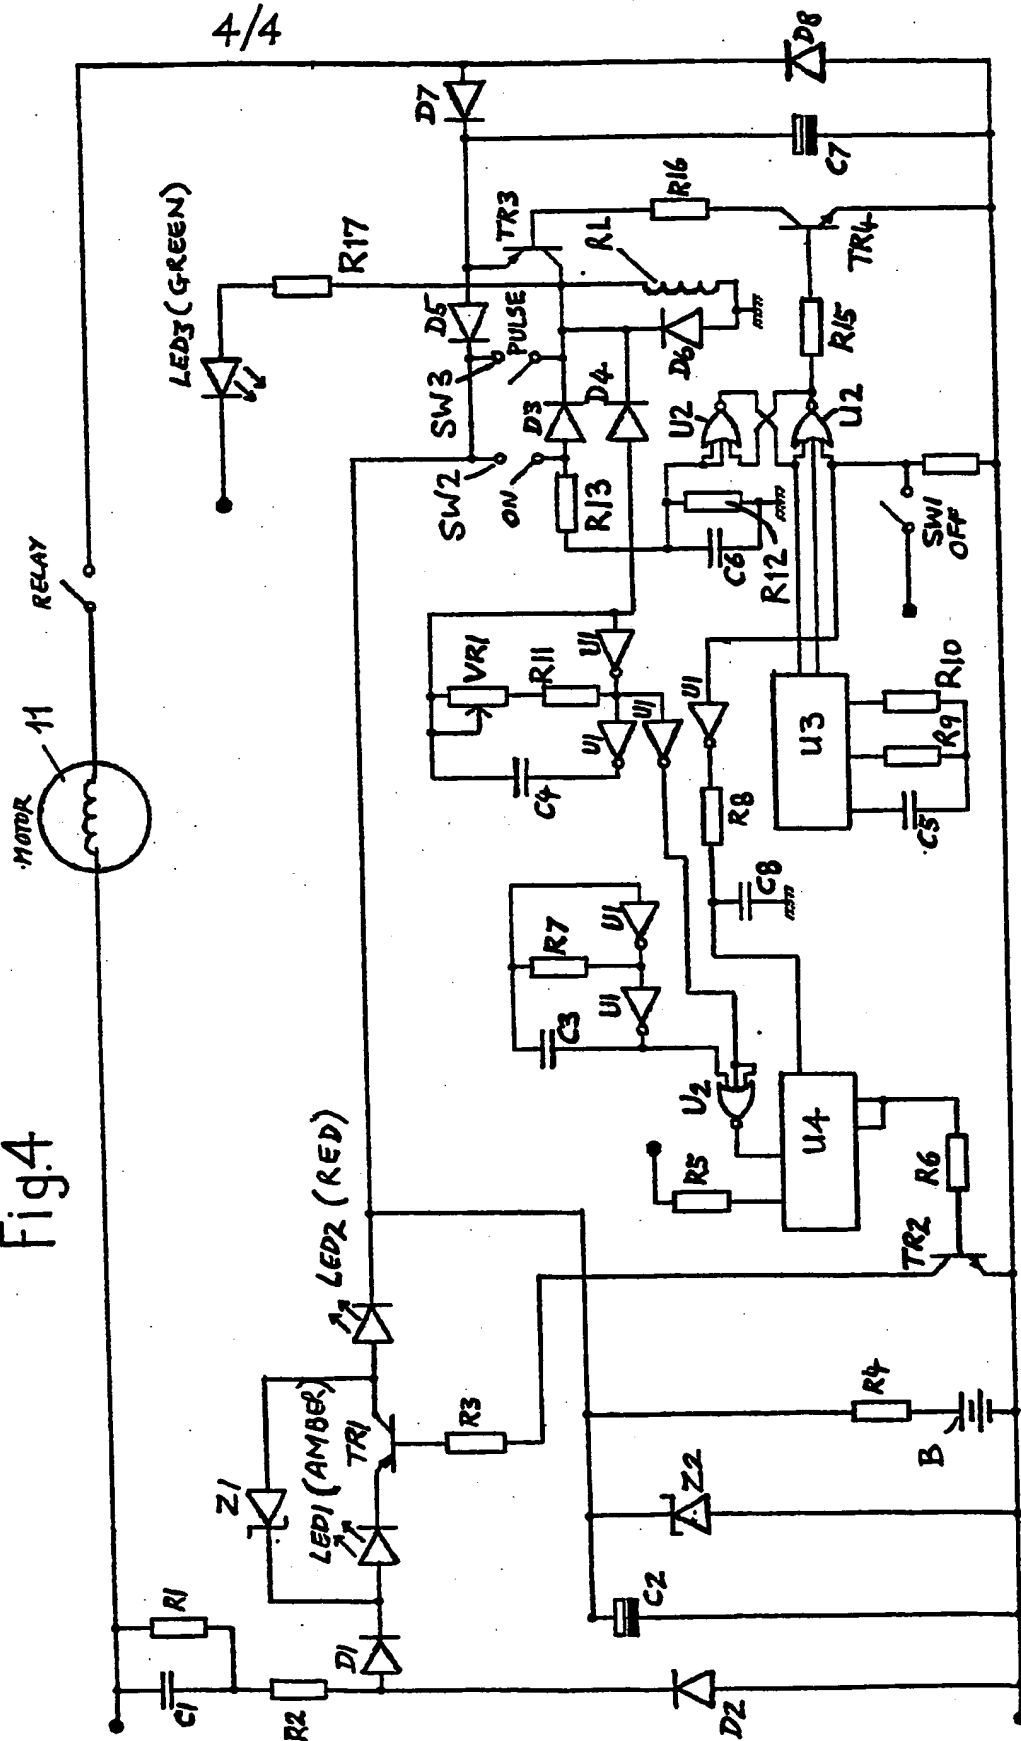 4/4
Fig.4
MOTOR
11
RELAY
LED3 (GREEN)
R17
D7
D8
C7
TR3
R16
RL
TR4
D5
SW3
PULSE
D6
R15
D3
D4
U2
U2
SW2
ON
R13
C6
R12
SW1
OFF
VR1
R11
U1
U1
U1
U1
C4
R8
U3
R10
R9
C5
C8
R7
U1
U1
C3
U2
U4
R5
R6
TR2
LED2 (RED)
Z1
LED1 (AMBER)
TR1
R3
R4
B
Z2
C2
R1
C1
R2
D1
D2